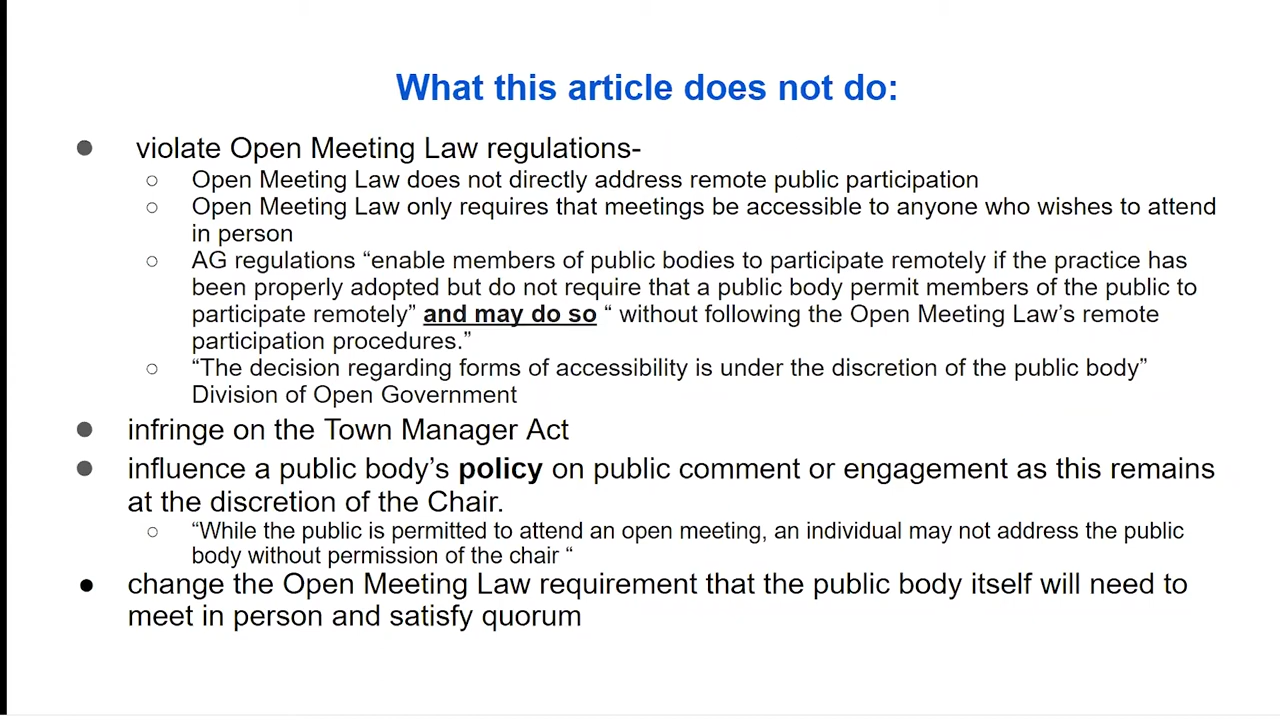 What this article does not do:
● violate Open Meeting Law regulations-
○ Open Meeting Law does not directly address remote public participation
○ Open Meeting Law only requires that meetings be accessible to anyone who wishes to attend
in person
○ AG regulations “enable members of public bodies to participate remotely if the practice has
been properly adopted but do not require that a public body permit members of the public to
participate remotely” and may do so “ without following the Open Meeting Law’s remote
participation procedures.”
○ “The decision regarding forms of accessibility is under the discretion of the public body”
Division of Open Government
● infringe on the Town Manager Act
● influence a public body’s policy on public comment or engagement as this remains
at the discretion of the Chair.
○ “While the public is permitted to attend an open meeting, an individual may not address the public
body without permission of the chair “
● change the Open Meeting Law requirement that the public body itself will need to
meet in person and satisfy quorum